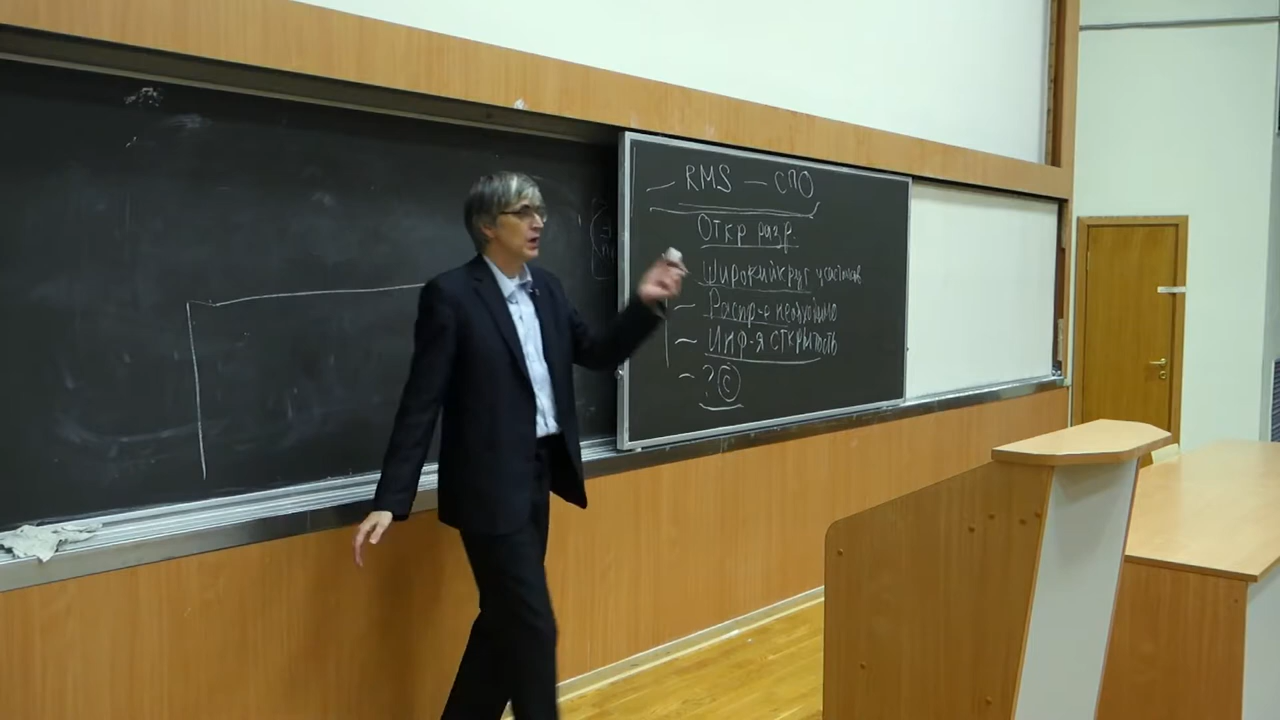 — RMS — СПО
Откр разр.
Широкий круг участников
— Распр-е необходимо
— Инф-я открытость
— ? ©